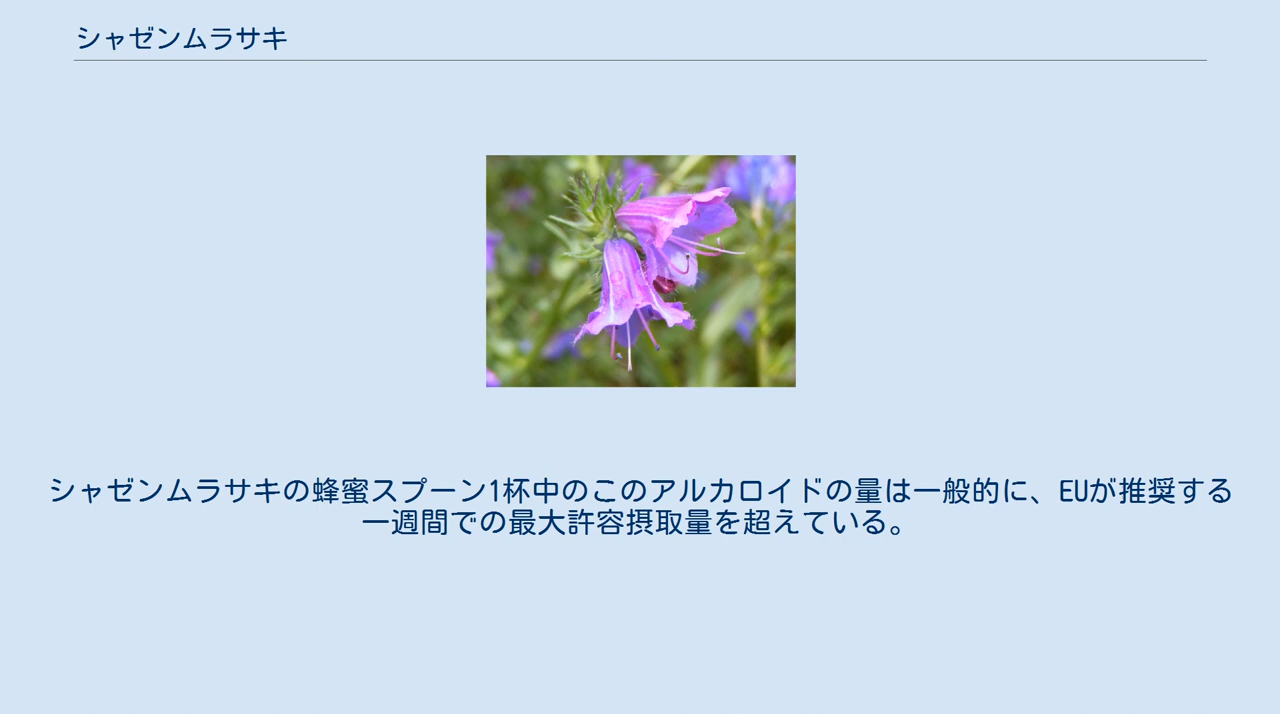 シャゼンムラサキ
シャゼンムラサキの蜂蜜スプーン1杯中のこのアルカロイドの量は一般的に、EUが推奨する
一週間での最大許容摂取量を超えている。